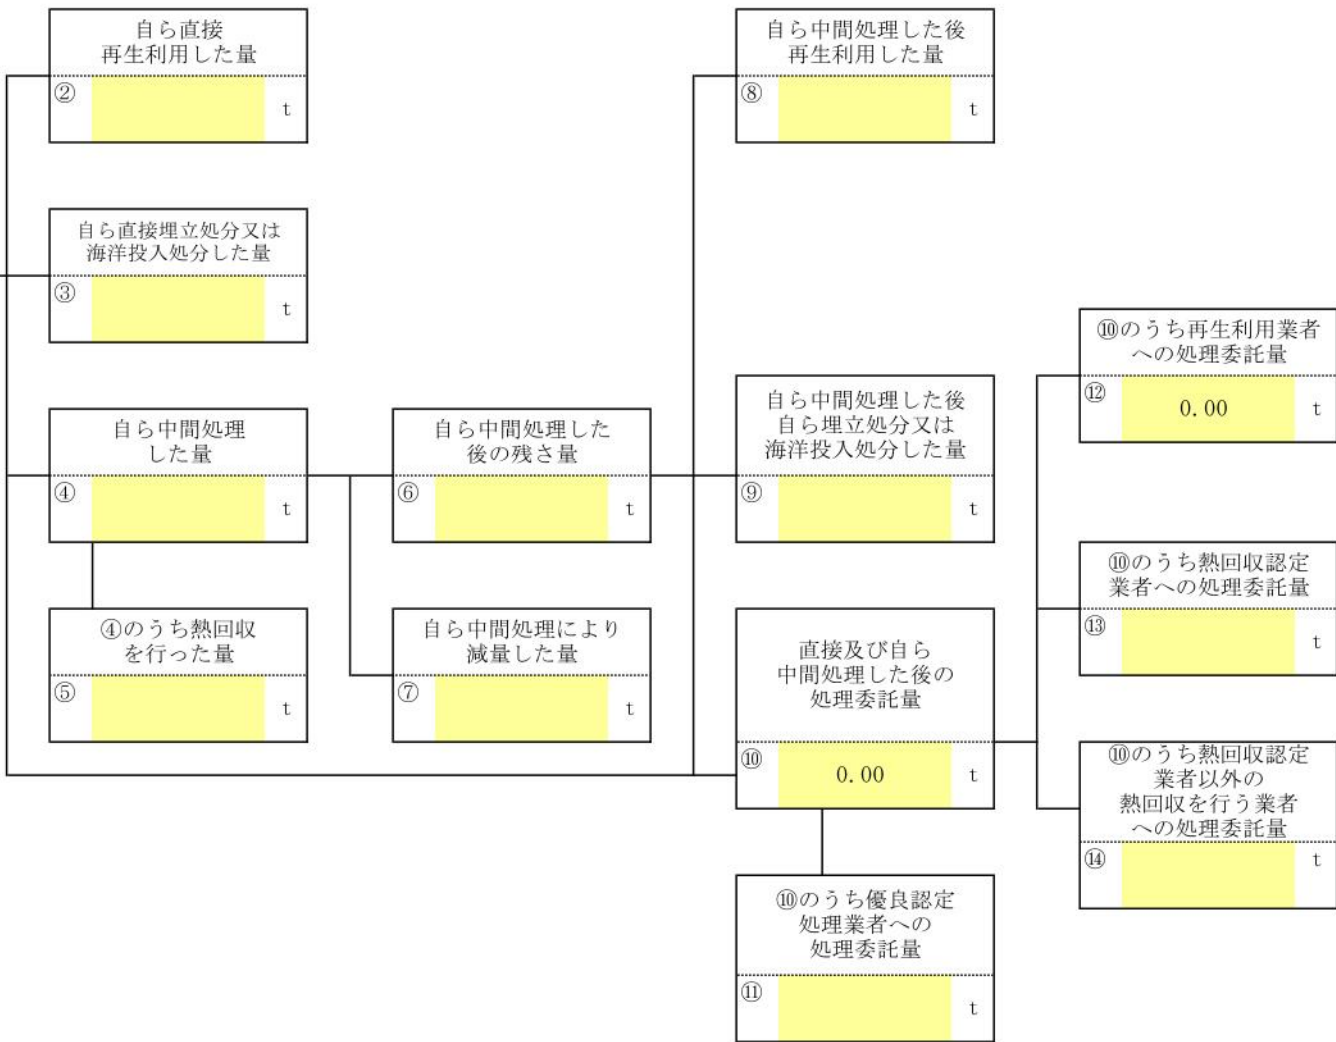 自ら直接
再生利用した量
②
t
自ら中間処理した後
再生利用した量
⑧
t
自ら直接埋立処分又は
海洋投入処分した量
③
t
⑩のうち再生利用業者
への処理委託量
⑫
0.00
t
自ら中間処理
した量
④
t
自ら中間処理した
後の残さ量
⑥
t
自ら中間処理した後
自ら埋立処分又は
海洋投入処分した量
⑨
t
⑩のうち熱回収認定
業者への処理委託量
⑬
t
④のうち熱回収
を行った量
⑤
t
自ら中間処理により
減量した量
⑦
t
直接及び自ら
中間処理した後の
処理委託量
⑩
0.00
t
⑩のうち熱回収認定
業者以外の
熱回収を行う業者
への処理委託量
⑭
t
⑩のうち優良認定
処理業者への
処理委託量
⑪
t